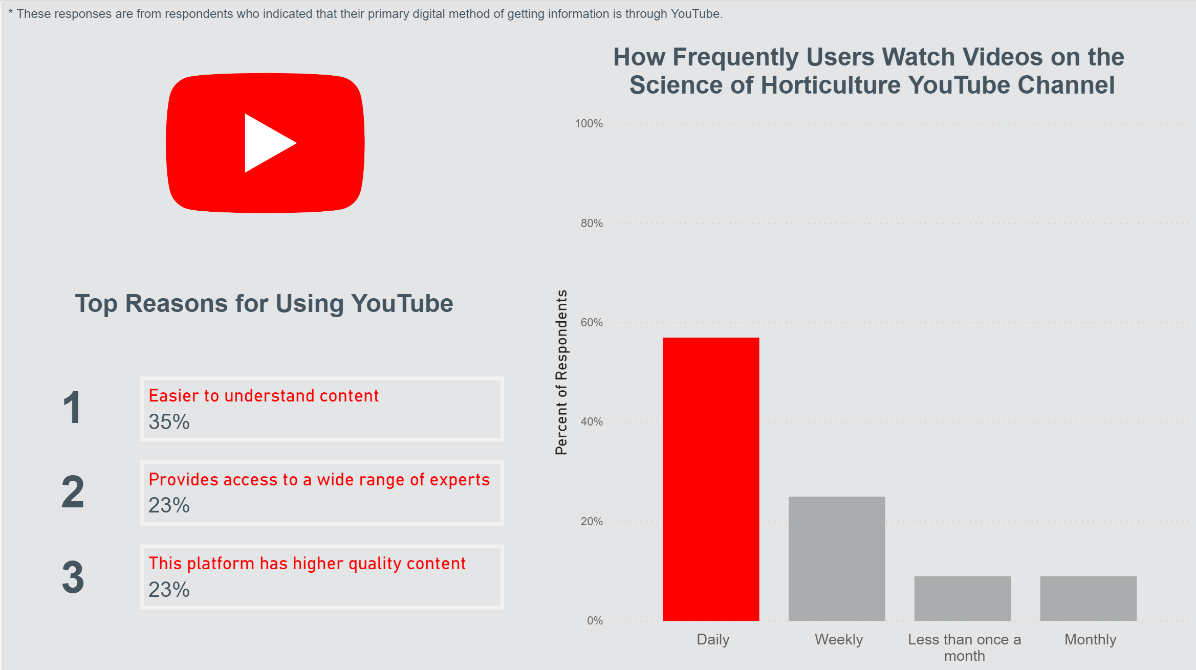 * These responses are from respondents who indicated that their primary digital method of getting information is through YouTube.
Top Reasons for Using YouTube
1
Easier to understand content
35%
2
Provides access to a wide range of experts
23%
3
This platform has higher quality content
23%
How Frequently Users Watch Videos on the
Science of Horticulture YouTube Channel
Percent of Respondents
100%
80%
60%
40%
20%
0%
Daily
Weekly
Less than once a
month
Monthly